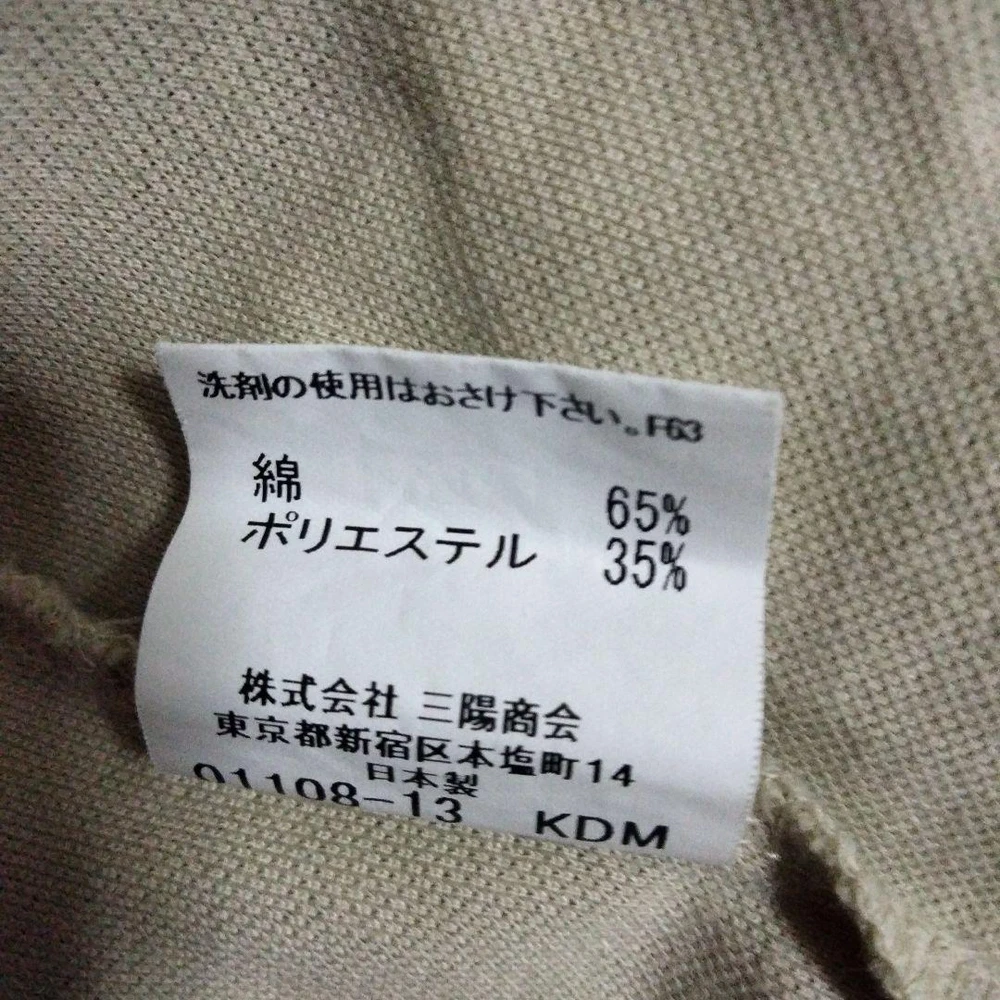 洗剤の使用はおさけ下さい。F63
綿 65%
ポリエステル 35%
株式会社 三陽商会
東京都新宿区本塩町14
日本製
91108-13 KDM